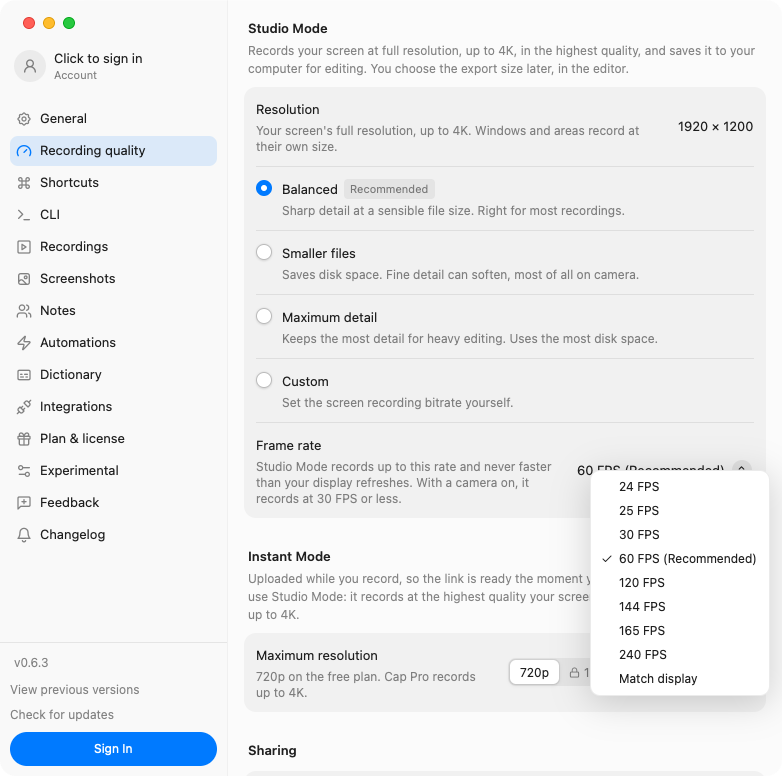 Click to sign in
Account
General
Recording quality
Shortcuts
CLI
Recordings
Screenshots
Notes
Automations
Dictionary
Integrations
Plan & license
Experimental
Feedback
Changelog
v0.6.3
View previous versions
Check for updates
Sign In
Studio Mode
Records your screen at full resolution, up to 4K, in the highest quality, and saves it to your
computer for editing. You choose the export size later, in the editor.
Resolution
Your screen's full resolution, up to 4K. Windows and areas record at
their own size.
1920 × 1200
Balanced Recommended
Sharp detail at a sensible file size. Right for most recordings.
Smaller files
Saves disk space. Fine detail can soften, most of all on camera.
Maximum detail
Keeps the most detail for heavy editing. Uses the most disk space.
Custom
Set the screen recording bitrate yourself.
Frame rate
Studio Mode records up to this rate and never faster
than your display refreshes. With a camera on, it
records at 30 FPS or less.
60 FPS (Recommended)
24 FPS
25 FPS
30 FPS
60 FPS (Recommended)
120 FPS
144 FPS
165 FPS
240 FPS
Match display
Instant Mode
Uploaded while you record, so the link is ready the moment
use Studio Mode: it records at the highest quality your
up to 4K.
Maximum resolution
720p on the free plan. Cap Pro records
up to 4K.
720p
Sharing